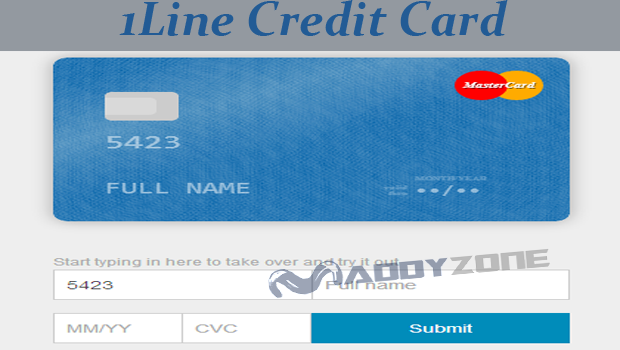 1Line Credit Card
MasterCard
5423
MONTH/YEAR
valid
thru
••/••
FULL NAME
Start typing in here to take over and try it out
5423
Full name
ADDYZONE
MM/YY
CVC
Submit